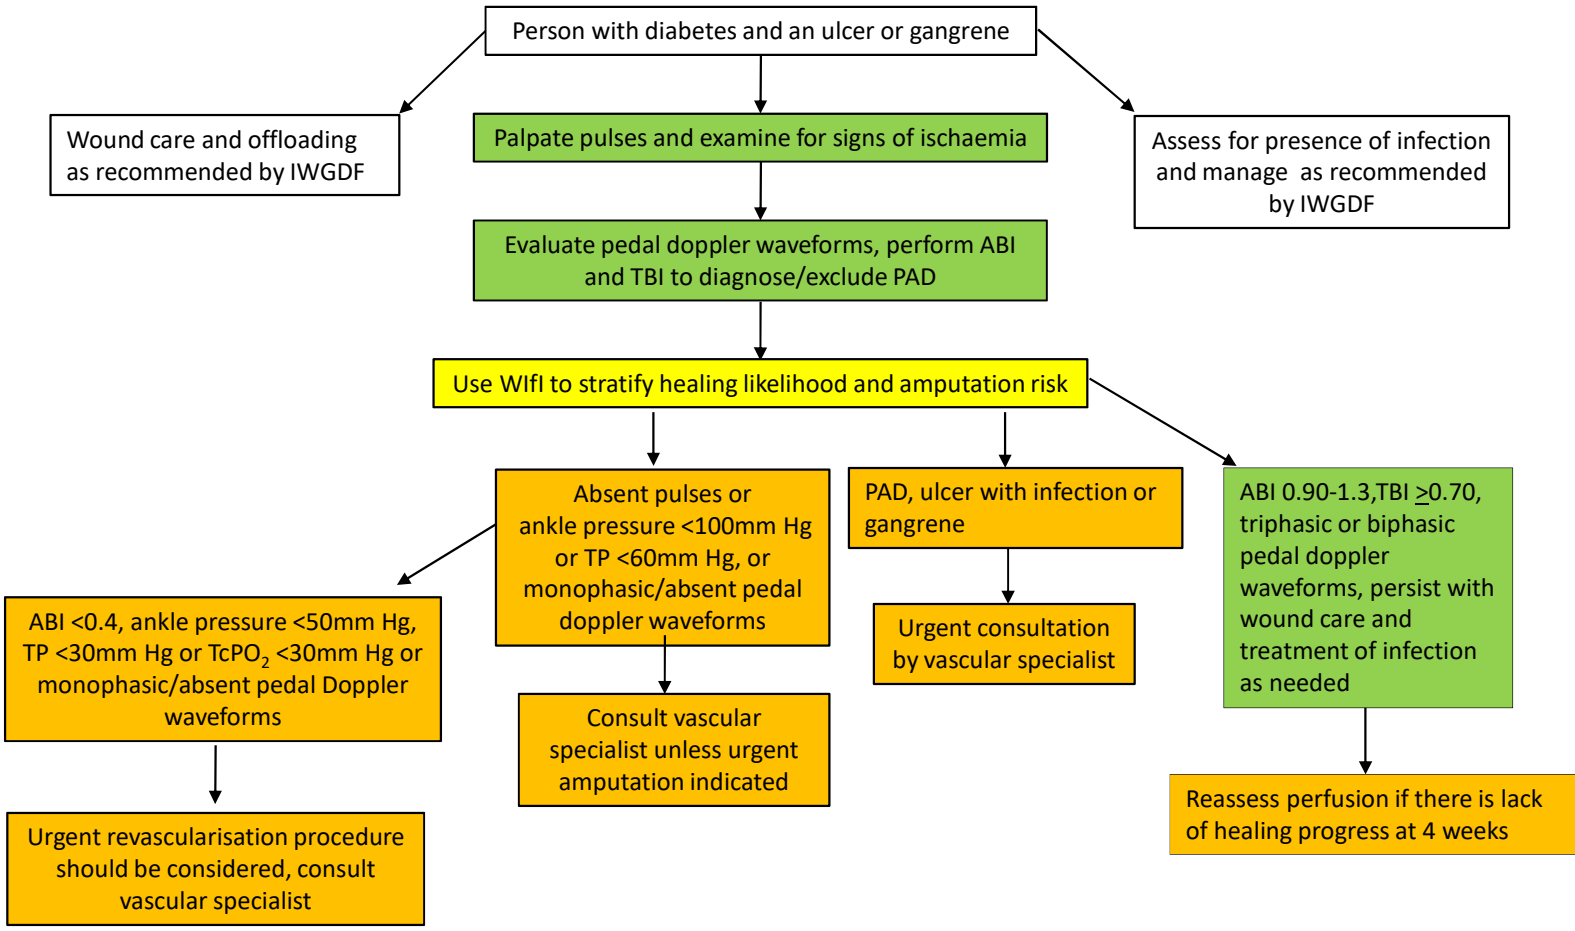 Person with diabetes and an ulcer or gangrene
Wound care and offloading
as recommended by IWGDF
Palpate pulses and examine for signs of ischaemia
Assess for presence of infection
and manage  as recommended
by IWGDF
Evaluate pedal doppler waveforms, perform ABI
and TBI to diagnose/exclude PAD
Use WIfI to stratify healing likelihood and amputation risk
Absent pulses or
ankle pressure <100mm Hg
or TP <60mm Hg, or
monophasic/absent pedal
doppler waveforms
PAD, ulcer with infection or
gangrene
ABI 0.90-1.3,TBI ≥0.70,
triphasic or biphasic
pedal doppler
waveforms, persist with
wound care and
treatment of infection
as needed
ABI <0.4, ankle pressure <50mm Hg,
TP <30mm Hg or TcPO₂ <30mm Hg or
monophasic/absent pedal Doppler
waveforms
Urgent consultation
by vascular specialist
Consult vascular
specialist unless urgent
amputation indicated
Reassess perfusion if there is lack
of healing progress at 4 weeks
Urgent revascularisation procedure
should be considered, consult
vascular specialist